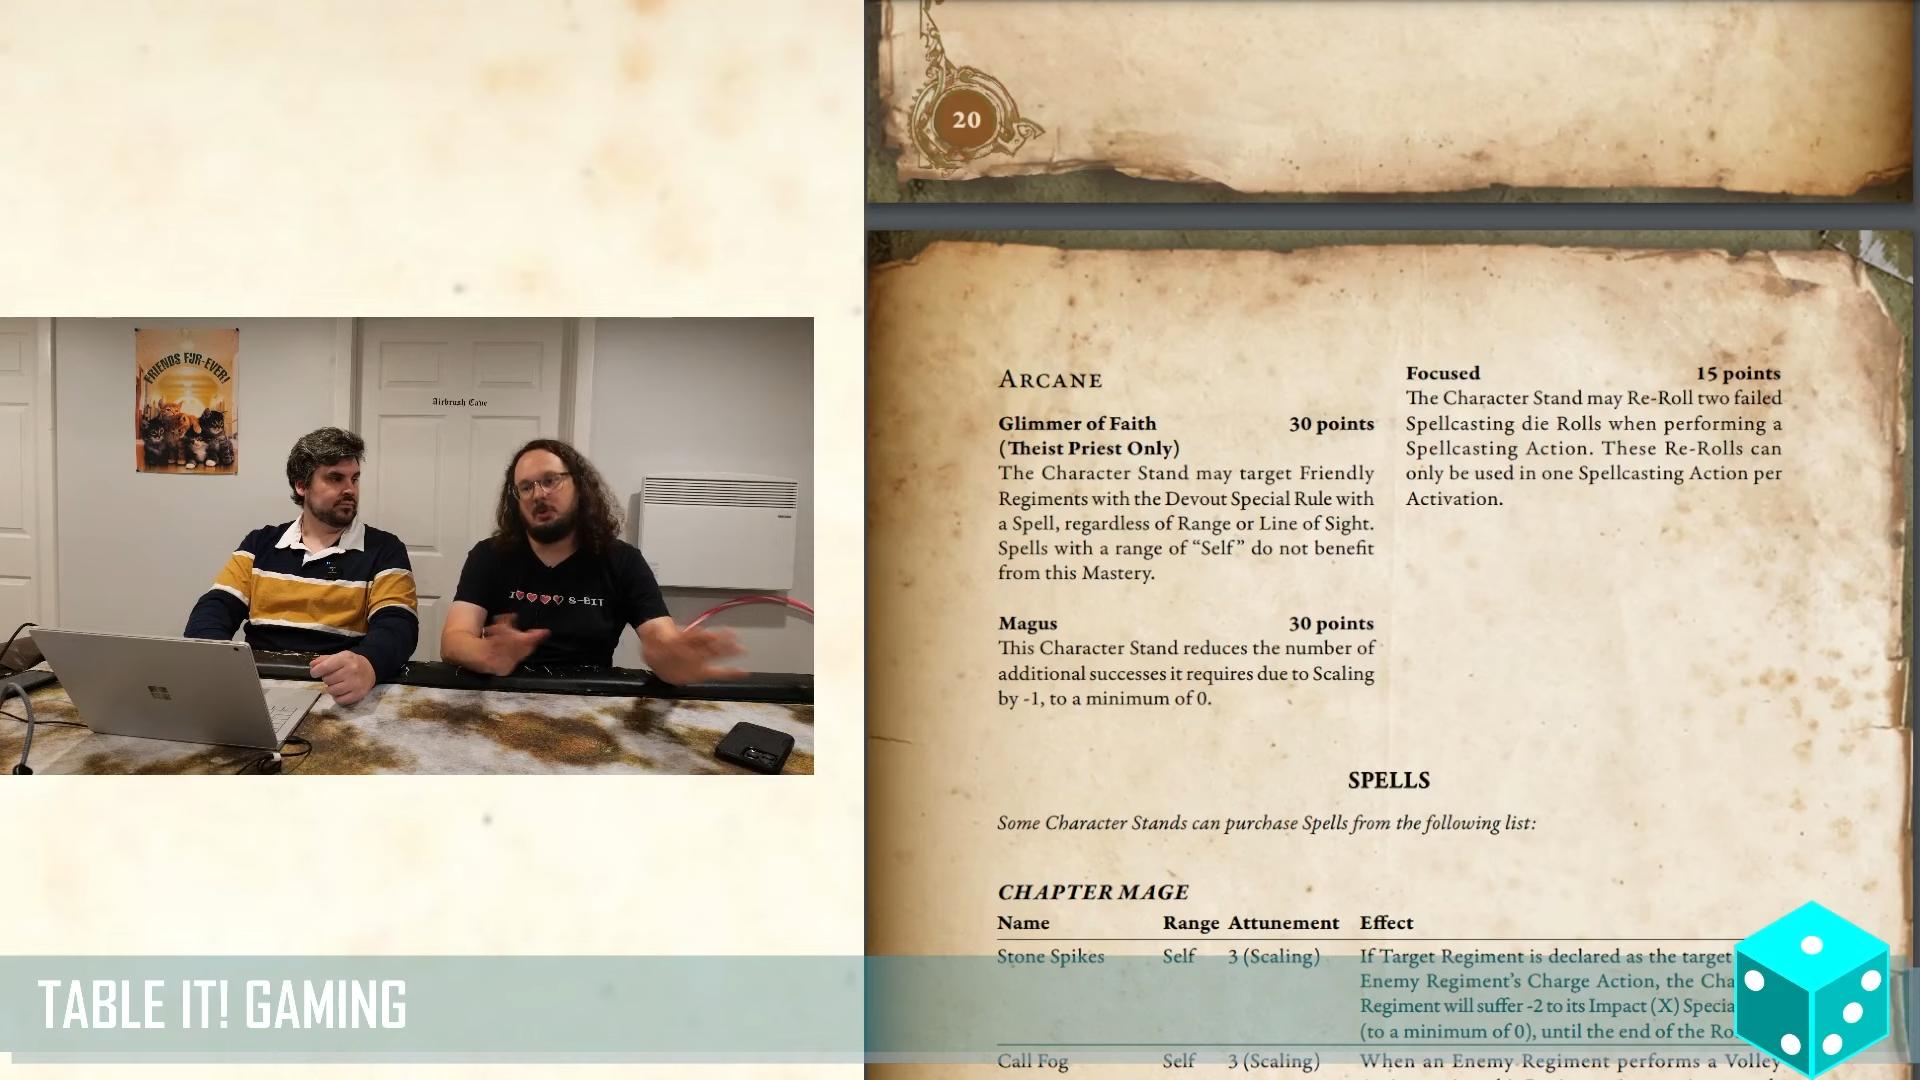 20
FRIENDS FUR-EVER!
Airbrush Cave
I 8-BIT
ARCANE
Glimmer of Faith 30 points
(Theist Priest Only)
The Character Stand may target Friendly
Regiments with the Devout Special Rule with
a Spell, regardless of Range or Line of Sight.
Spells with a range of “Self” do not benefit
from this Mastery.
Magus 30 points
This Character Stand reduces the number of
additional successes it requires due to Scaling
by -1, to a minimum of 0.
Focused 15 points
The Character Stand may Re-Roll two failed
Spellcasting die Rolls when performing a
Spellcasting Action. These Re-Rolls can
only be used in one Spellcasting Action per
Activation.
SPELLS
Some Character Stands can purchase Spells from the following list:
CHAPTER MAGE
Name Range Attunement Effect
Stone Spikes Self 3 (Scaling) If Target Regiment is declared as the target
Enemy Regiment’s Charge Action, the Cha
Regiment will suffer -2 to its Impact (X) Specia
(to a minimum of 0), until the end of the Ro
Call Fog Self 3 (Scaling) When an Enemy Regiment performs a Volley
TABLE IT! GAMING